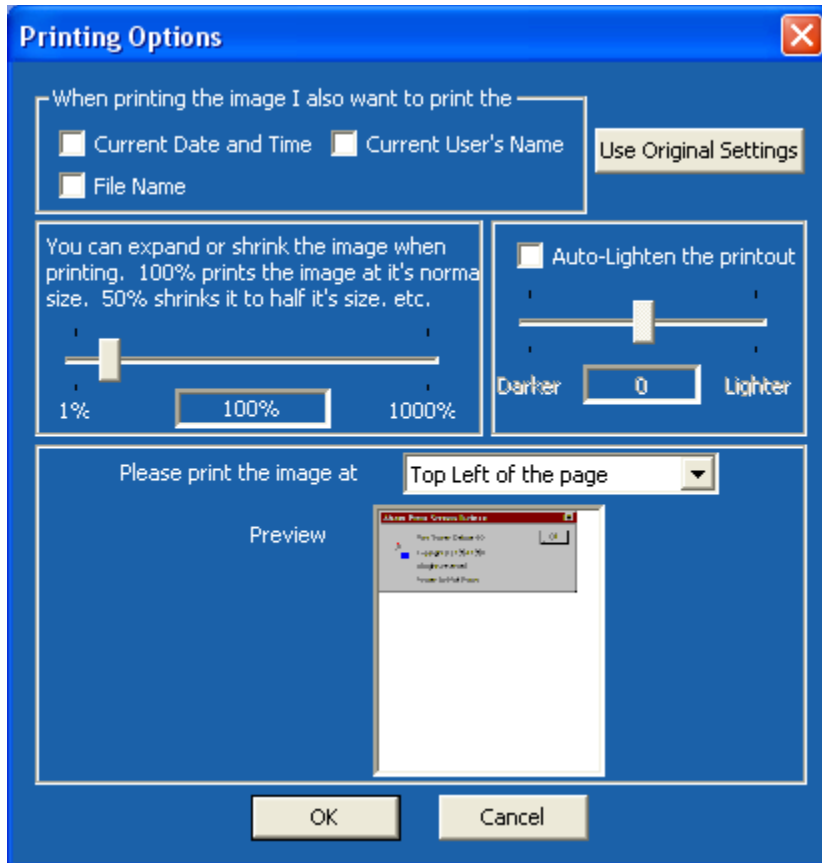 Printing Options
When printing the image I also want to print the
Current Date and Time
Current User's Name
File Name
Use Original Settings
You can expand or shrink the image when
printing. 100% prints the image at it's norma
size. 50% shrinks it to half it's size. etc.
1%
100%
1000%
Auto-Lighten the printout
Darker
0
Lighter
Please print the image at
Top Left of the page
Preview
OK
Cancel